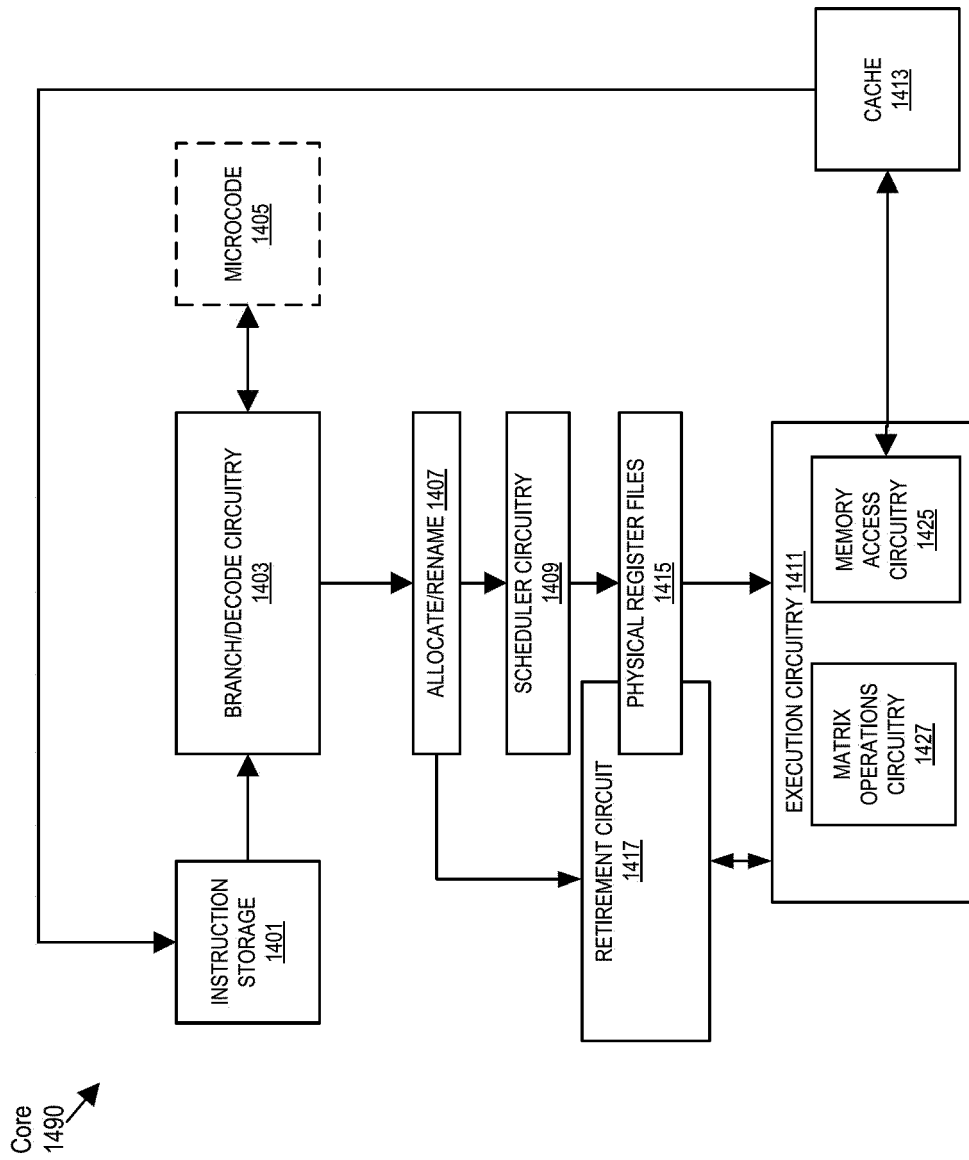 Core
1490
INSTRUCTION
STORAGE
1401
BRANCH/DECODE CIRCUITRY
1403
MICROCODE
1405
ALLOCATE/RENAME 1407
SCHEDULER CIRCUITRY
1409
PHYSICAL REGISTER FILES
1415
RETIREMENT CIRCUIT
1417
EXECUTION CIRCUITRY 1411
MATRIX
OPERATIONS
CIRCUITRY
1427
MEMORY
ACCESS
CIRCUITRY
1425
CACHE
1413